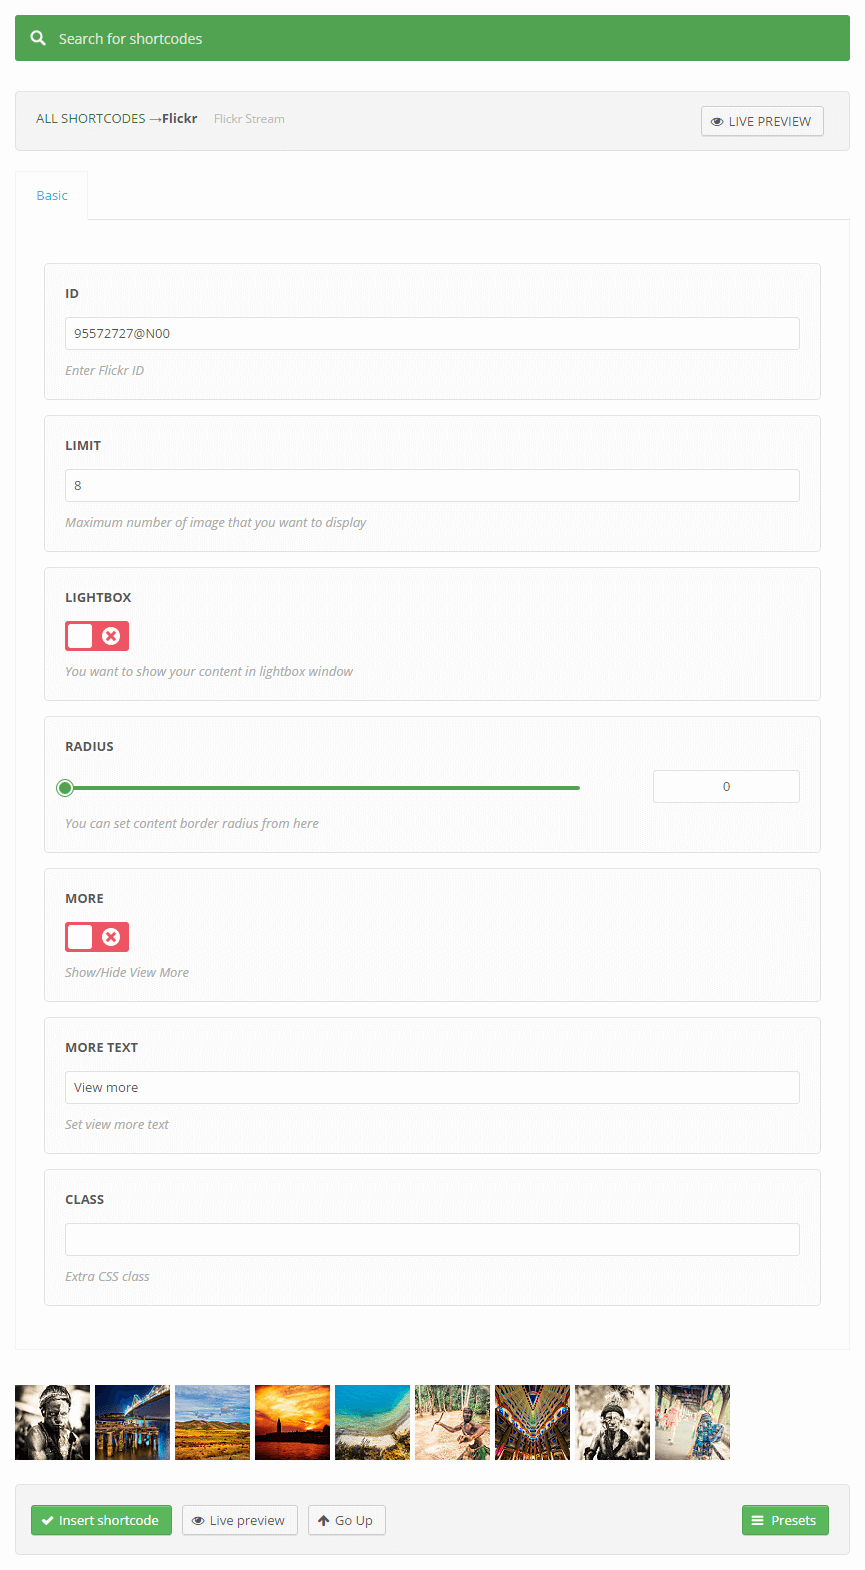 Search for shortcodes
ALL SHORTCODES →Flickr Flickr Stream LIVE PREVIEW
Basic
ID
95572727@N00
Enter Flickr ID
LIMIT
8
Maximum number of image that you want to display
LIGHTBOX
You want to show your content in lightbox window
RADIUS
0
You can set content border radius from here
MORE
Show/Hide View More
MORE TEXT
View more
Set view more text
CLASS
Extra CSS class
Insert shortcode Live preview Go Up Presets